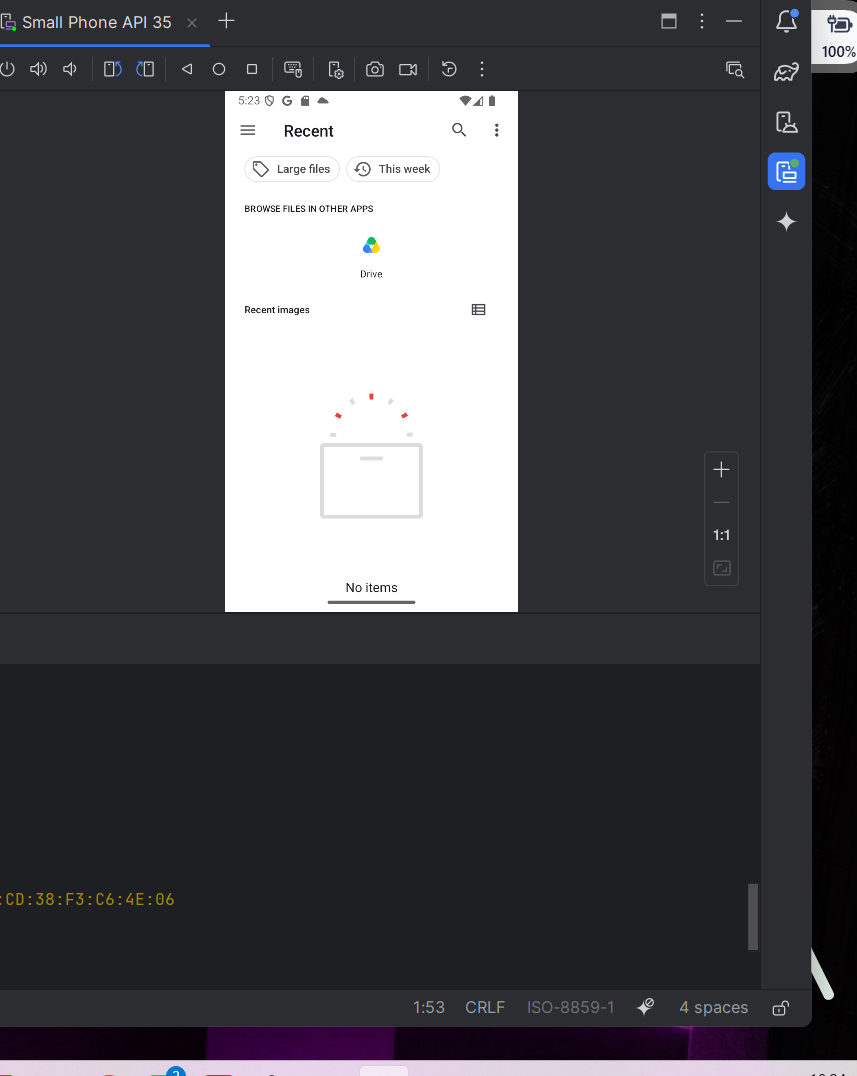 Small Phone API 35
100%
5:23
Recent
Large files
This week
BROWSE FILES IN OTHER APPS
Drive
Recent images
1:1
No items
:CD:38:F3:C6:4E:06
1:53 CRLF ISO-8859-1 4 spaces
2